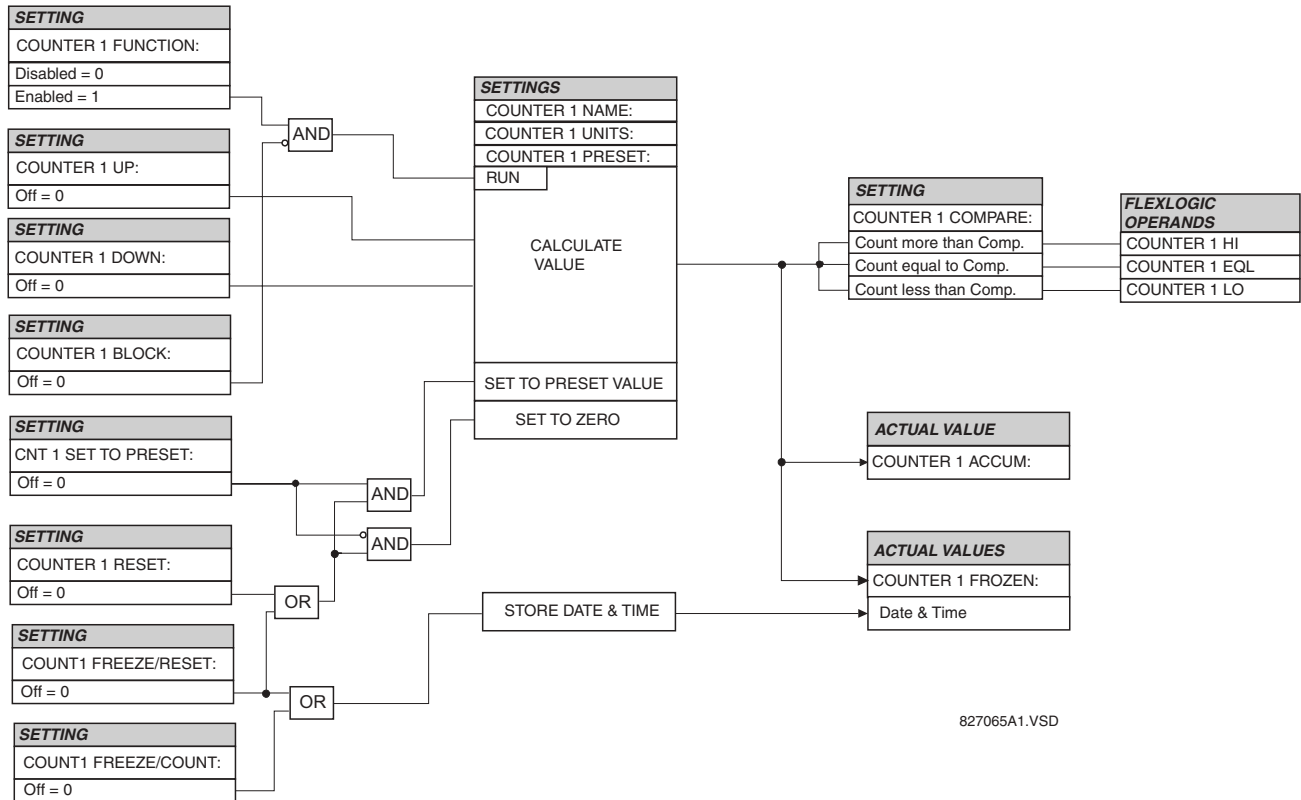 SETTING
COUNTER 1 FUNCTION:
Disabled = 0
Enabled = 1
SETTING
COUNTER 1 UP:
Off = 0
SETTING
COUNTER 1 DOWN:
Off = 0
SETTING
COUNTER 1 BLOCK:
Off = 0
SETTING
CNT 1 SET TO PRESET:
Off = 0
SETTING
COUNTER 1 RESET:
Off = 0
SETTING
COUNT1 FREEZE/RESET:
Off = 0
SETTING
COUNT1 FREEZE/COUNT:
Off = 0
AND
AND
AND
OR
OR
SETTINGS
COUNTER 1 NAME:
COUNTER 1 UNITS:
COUNTER 1 PRESET:
RUN
CALCULATE
VALUE
SET TO PRESET VALUE
SET TO ZERO
STORE DATE & TIME
SETTING
COUNTER 1 COMPARE:
Count more than Comp.
Count equal to Comp.
Count less than Comp.
FLEXLOGIC
OPERANDS
COUNTER 1 HI
COUNTER 1 EQL
COUNTER 1 LO
ACTUAL VALUE
COUNTER 1 ACCUM:
ACTUAL VALUES
COUNTER 1 FROZEN:
Date & Time
827065A1.VSD